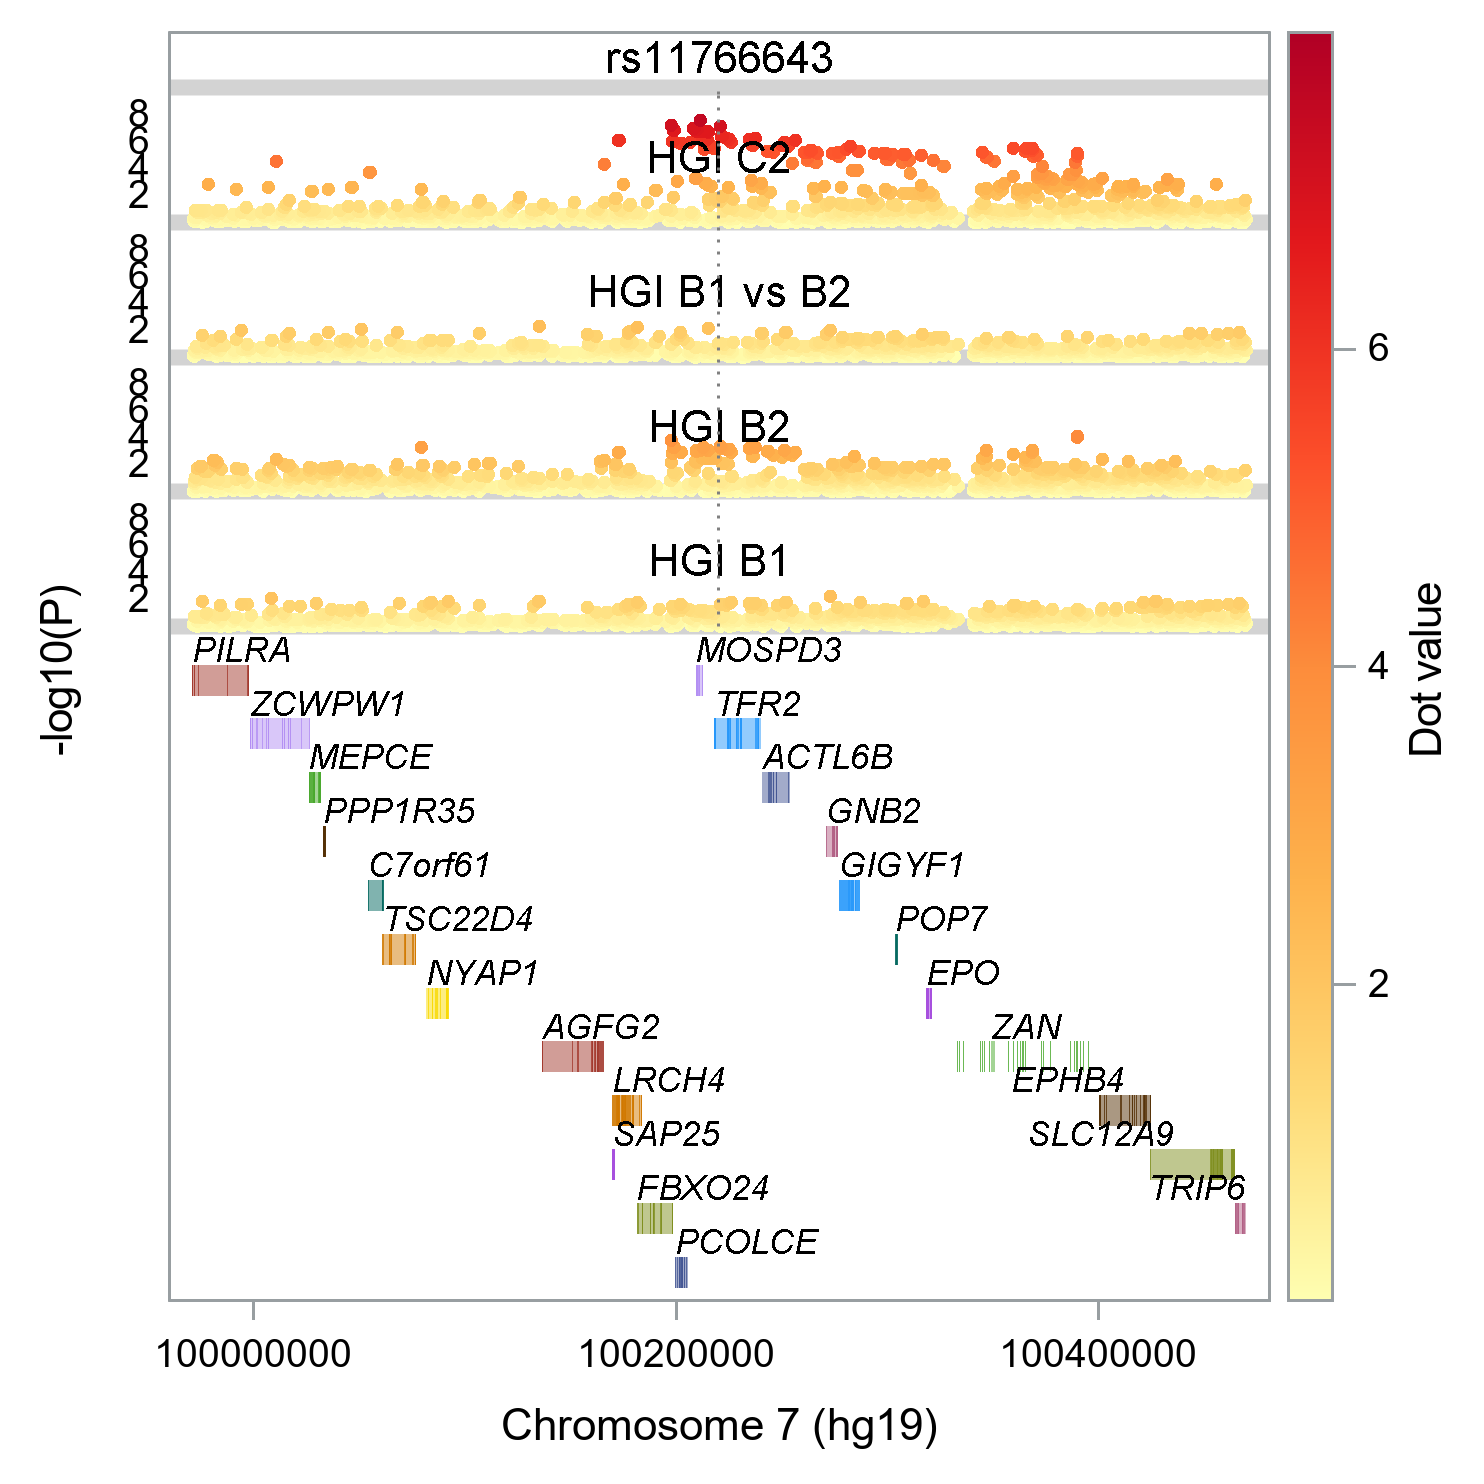 rs11766643
8
6
4
2
HGI C2
8
6
4
2
HGI B1 vs B2
8
6
4
2
HGI B2
8
6
4
2
HGI B1
-log10(P)
PILRA
MOSPD3
ZCWPW1
TFR2
MEPCE
ACTL6B
PPP1R35
GNB2
C7orf61
GIGYF1
TSC22D4
POP7
NYAP1
EPO
AGFG2
ZAN
LRCH4
EPHB4
SAP25
SLC12A9
FBXO24
TRIP6
PCOLCE
100000000
100200000
100400000
Chromosome 7 (hg19)
6
4
2
Dot value